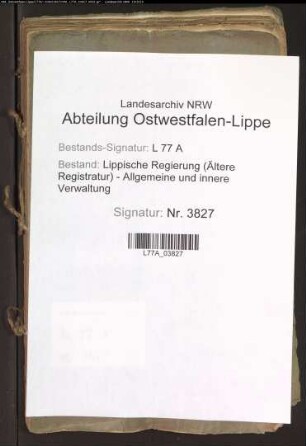 Landesarchiv NRW
Abteilung Ostwestfalen-Lippe
Bestands-Signatur: L 77 A
Bestand: Lippische Regierung (Ältere
Registratur) - Allgemeine und innere
Verwaltung
Signatur: Nr. 3827
L77A_03827